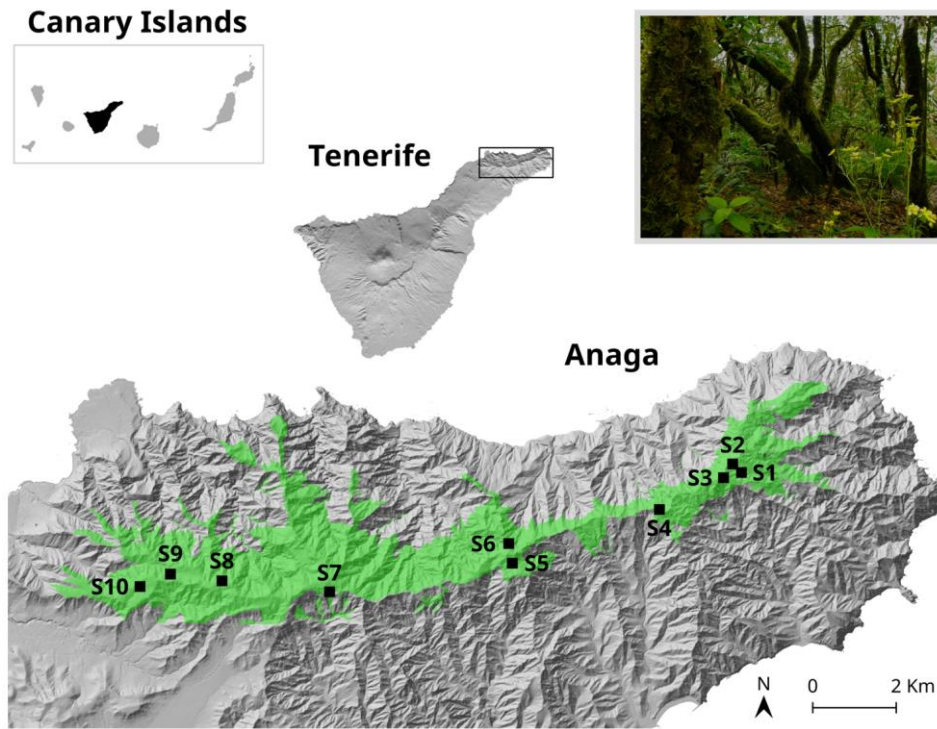 Canary Islands
Tenerife
Anaga
S2
S3
S1
S4
S6
S5
S9
S8
S10
S7
N
0
2 Km